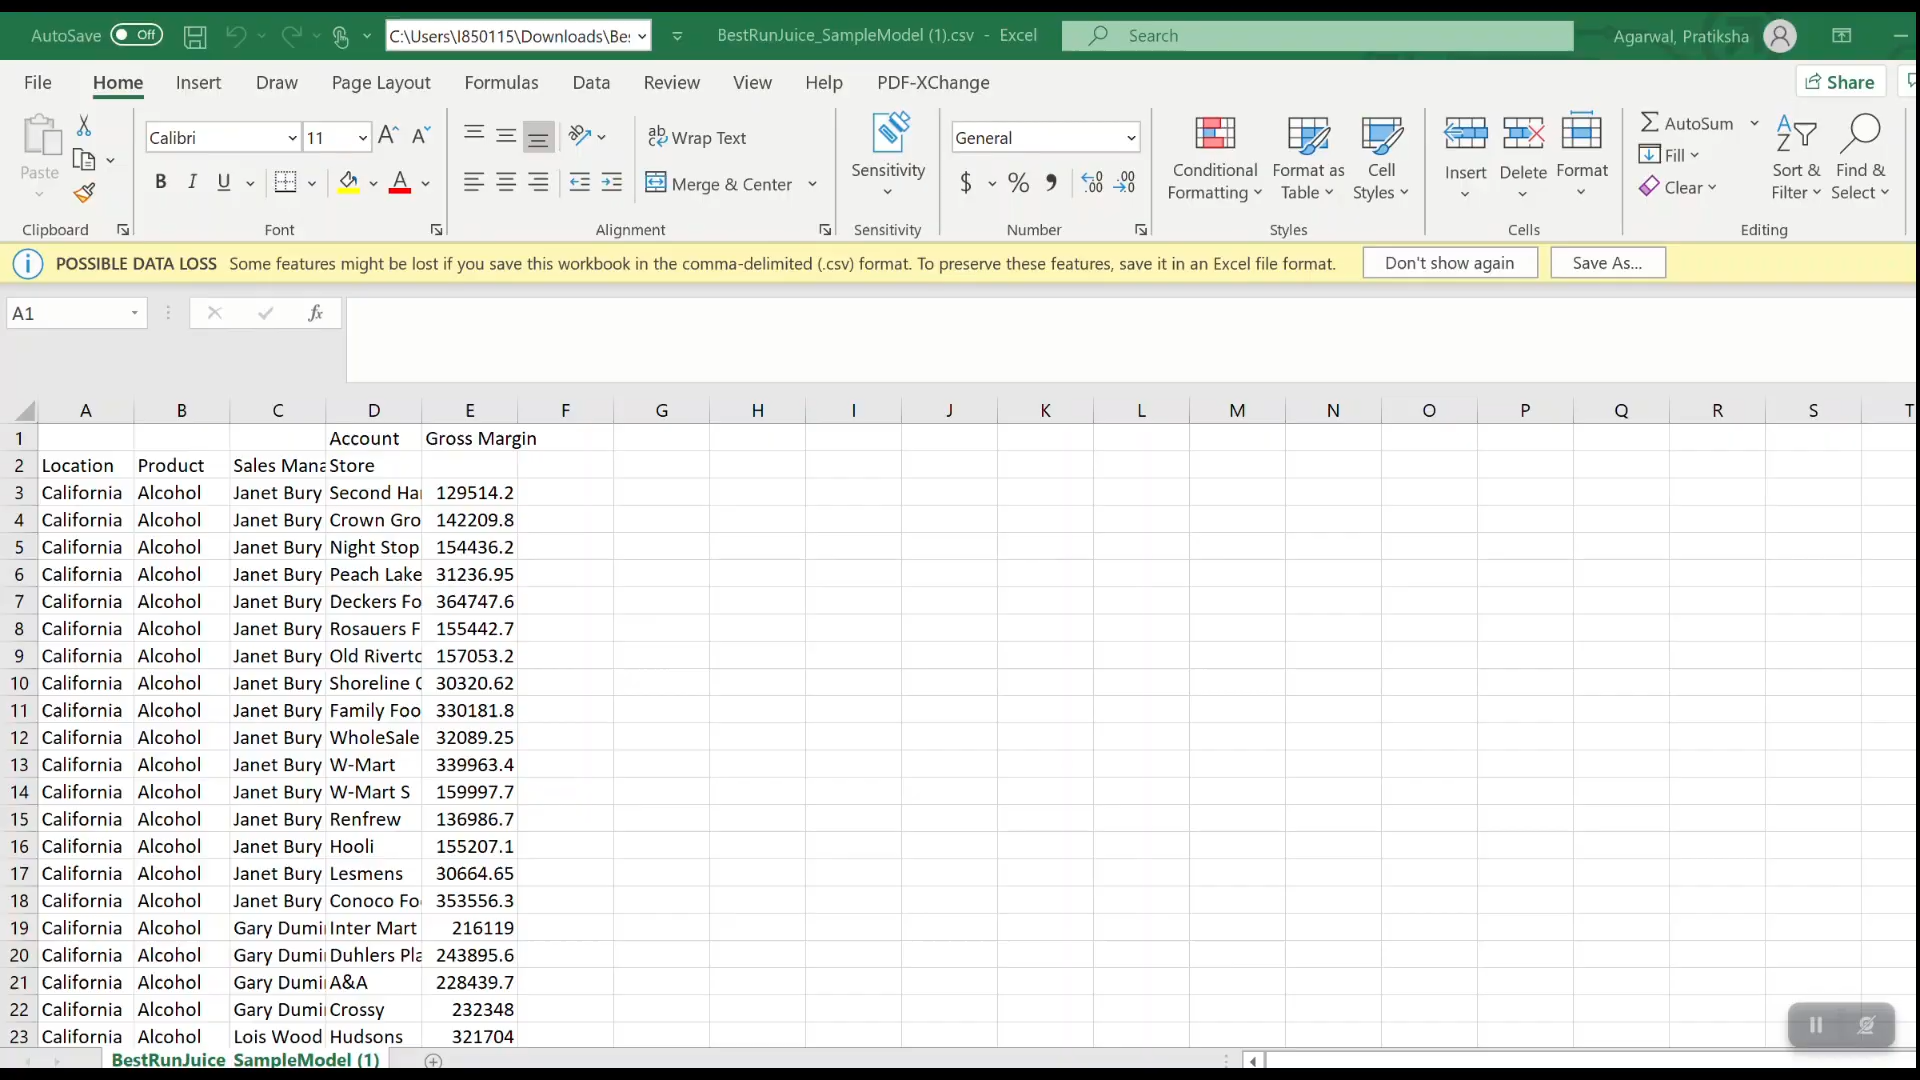 AutoSave Off C:\Users\I850115\Downloads\Bes BestRunJuice_SampleModel (1).csv - Excel Search Agarwal, Pratiksha
File Home Insert Draw Page Layout Formulas Data Review View Help PDF-XChange Share
Calibri 11 ab Wrap Text General AutoSum
Paste Sensitivity Conditional Format as Cell Insert Delete Format Fill Sort & Find &
B I U A Merge & Center $ % Formatting Table Styles Clear Filter Select
Clipboard Font Alignment Sensitivity Number Styles Cells Editing
POSSIBLE DATA LOSS Some features might be lost if you save this workbook in the comma-delimited (.csv) format. To preserve these features, save it in an Excel file format. Don't show again Save As...
A1 fx
A B C D E F G H I J K L M N O P Q R S T
1 Account Gross Margin
2 Location Product Sales Mana Store
3 California Alcohol Janet Bury Second Har 129514.2
4 California Alcohol Janet Bury Crown Gro 142209.8
5 California Alcohol Janet Bury Night Stop 154436.2
6 California Alcohol Janet Bury Peach Lake 31236.95
7 California Alcohol Janet Bury Deckers Fo 364747.6
8 California Alcohol Janet Bury Rosauers F 155442.7
9 California Alcohol Janet Bury Old Riverto 157053.2
10 California Alcohol Janet Bury Shoreline C 30320.62
11 California Alcohol Janet Bury Family Foo 330181.8
12 California Alcohol Janet Bury WholeSale 32089.25
13 California Alcohol Janet Bury W-Mart 339963.4
14 California Alcohol Janet Bury W-Mart S 159997.7
15 California Alcohol Janet Bury Renfrew 136986.7
16 California Alcohol Janet Bury Hooli 155207.1
17 California Alcohol Janet Bury Lesmens 30664.65
18 California Alcohol Janet Bury Conoco Fo 353556.3
19 California Alcohol Gary Dumi Inter Mart 216119
20 California Alcohol Gary Dumi Duhlers Pla 243895.6
21 California Alcohol Gary Dumi A&A 228439.7
22 California Alcohol Gary Dumi Crossy 232348
23 California Alcohol Lois Wood Hudsons 321704
BestRunJuice_SampleModel (1)